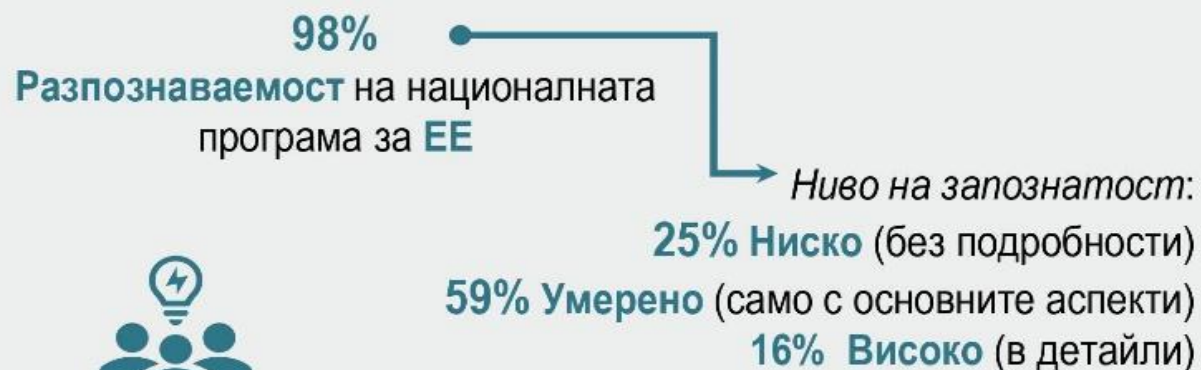 98%
Разпознаваемост на националната
програма за ЕЕ
Ниво на запознатост:
25% Ниско (без подробности)
59% Умерено (само с основните аспекти)
16% Високо (в детайли)